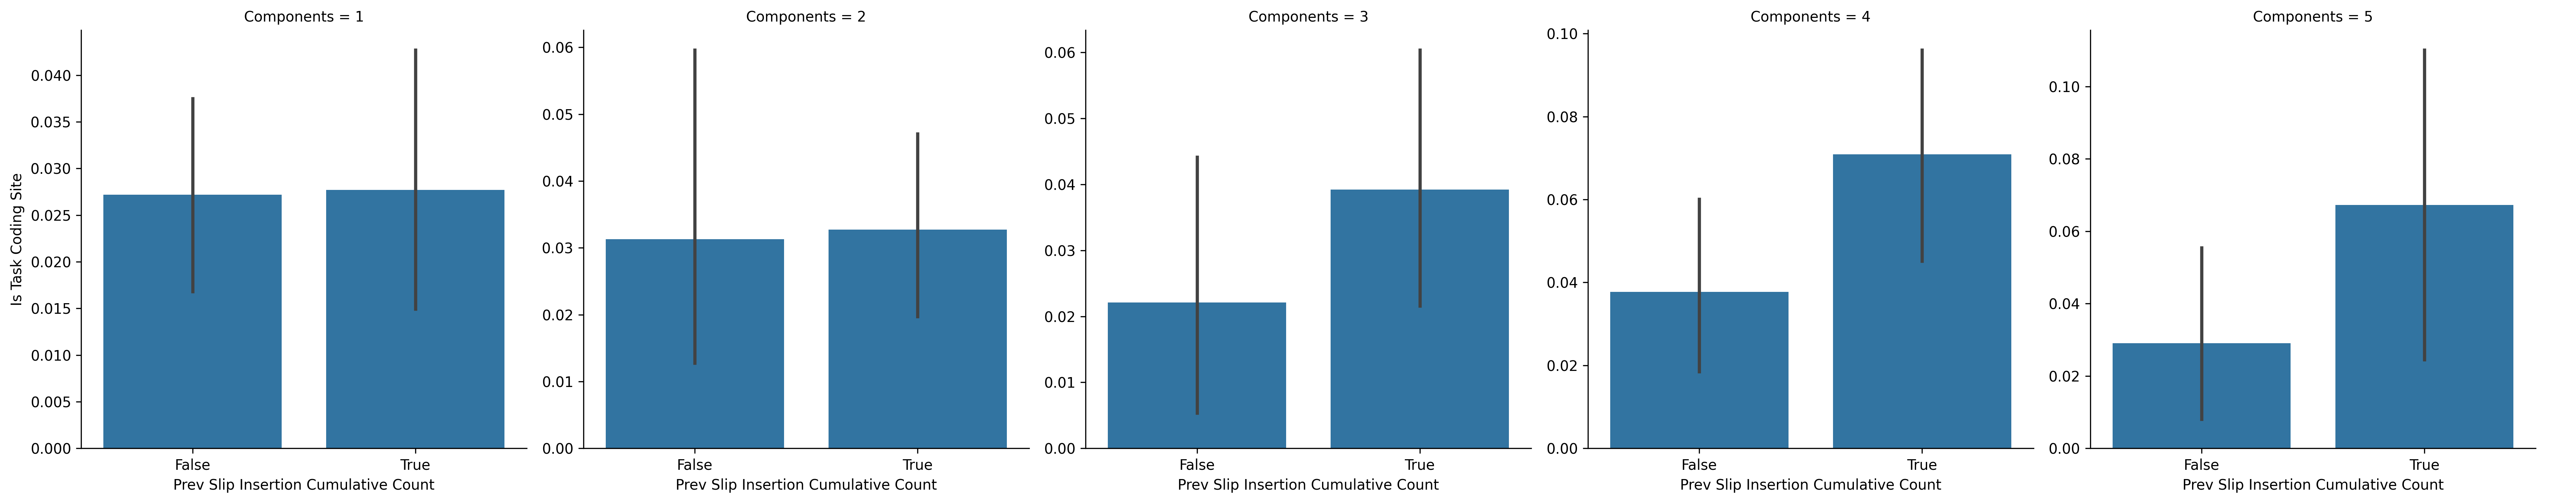 Components = 1
Is Task Coding Site
0.040
0.035
0.030
0.025
0.020
0.015
0.010
0.005
0.000
False
True
Prev Slip Insertion Cumulative Count
Components = 2
0.06
0.05
0.04
0.03
0.02
0.01
0.00
False
True
Prev Slip Insertion Cumulative Count
Components = 3
0.06
0.05
0.04
0.03
0.02
0.01
0.00
False
True
Prev Slip Insertion Cumulative Count
Components = 4
0.10
0.08
0.06
0.04
0.02
0.00
False
True
Prev Slip Insertion Cumulative Count
Components = 5
0.10
0.08
0.06
0.04
0.02
0.00
False
True
Prev Slip Insertion Cumulative Count